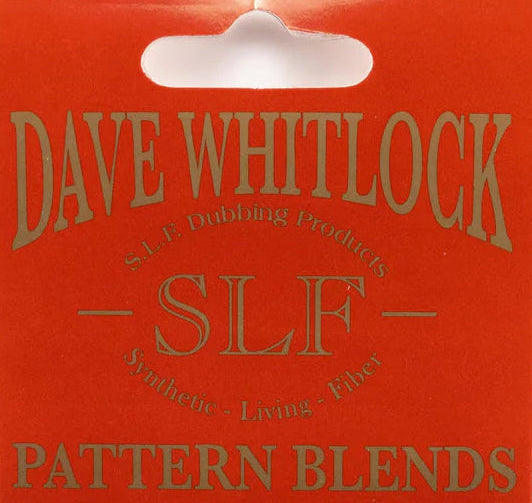 DAVE WHITLOCK
S.L.F. Dubbing Products
— SLF —
Synthetic - Living - Fiber
PATTERN BLENDS